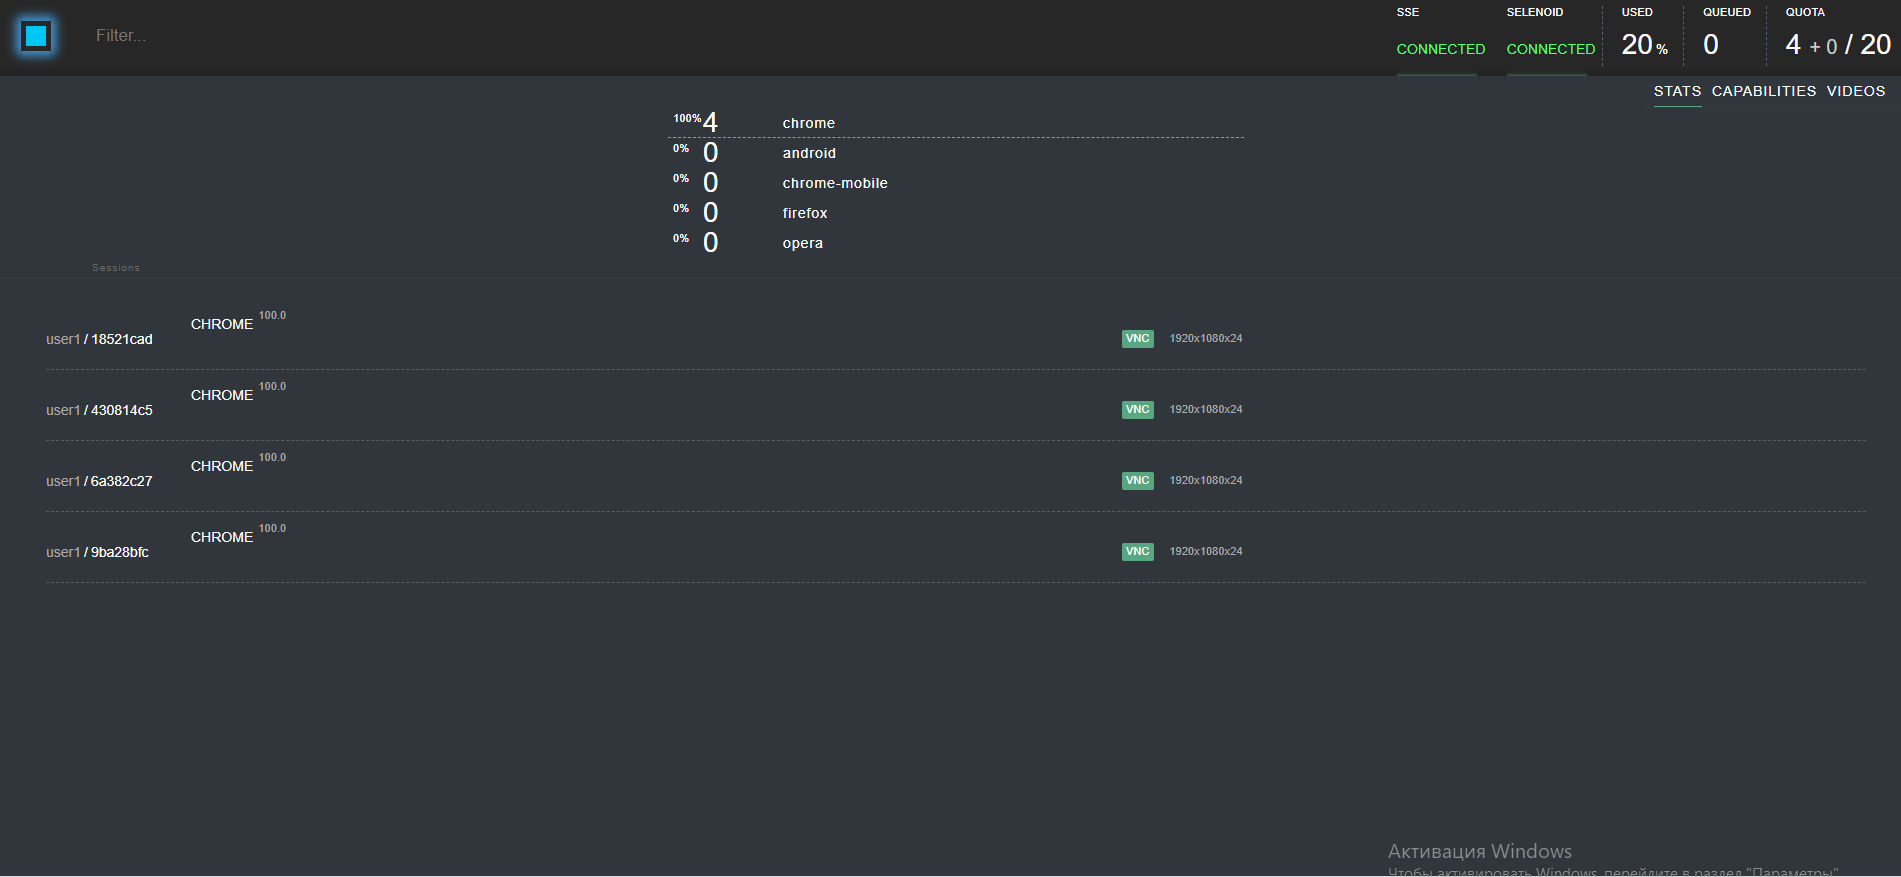 Filter...
SSE SELENOID USED QUEUED QUOTA
CONNECTED CONNECTED 20 % 0 4 + 0 / 20
STATS CAPABILITIES VIDEOS
100% 4 chrome
0% 0 android
0% 0 chrome-mobile
0% 0 firefox
0% 0 opera
Sessions
user1 / 18521cad CHROME 100.0 VNC 1920x1080x24
user1 / 430814c5 CHROME 100.0 VNC 1920x1080x24
user1 / 6a382c27 CHROME 100.0 VNC 1920x1080x24
user1 / 9ba28bfc CHROME 100.0 VNC 1920x1080x24
Активация Windows
Чтобы активировать Windows, перейдите в раздел "Параметры"